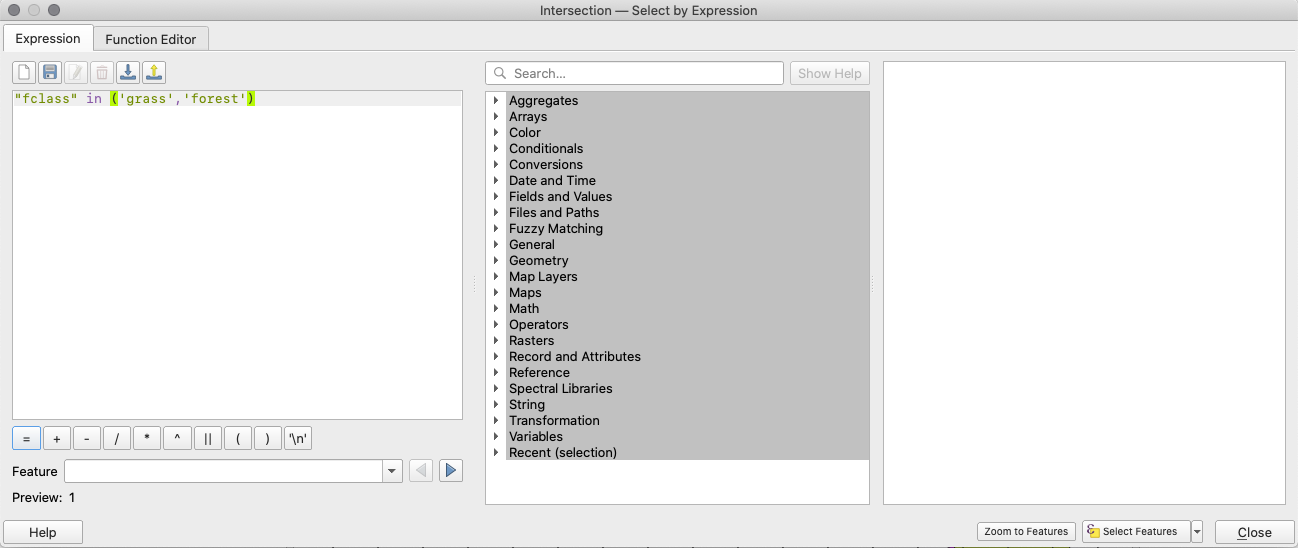 Intersection — Select by Expression
Expression
Function Editor
"fclass" in ('grass','forest')
= + - / * ^ || ( ) '\n'
Feature
Preview: 1
Search...
Show Help
Aggregates
Arrays
Color
Conditionals
Conversions
Date and Time
Fields and Values
Files and Paths
Fuzzy Matching
General
Geometry
Map Layers
Maps
Math
Operators
Rasters
Record and Attributes
Reference
Spectral Libraries
String
Transformation
Variables
Recent (selection)
Help
Zoom to Features
Select Features
Close